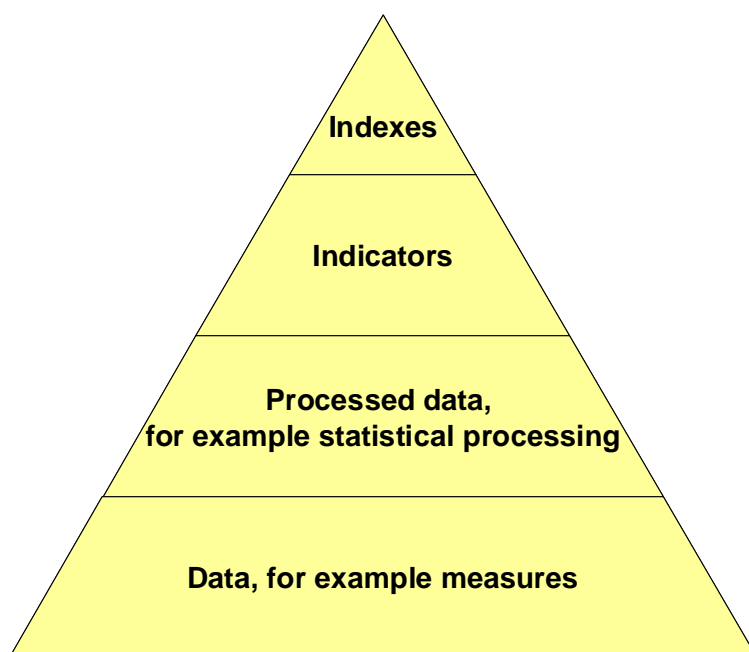 Indexes
Indicators
Processed data,
for example statistical processing
Data, for example measures